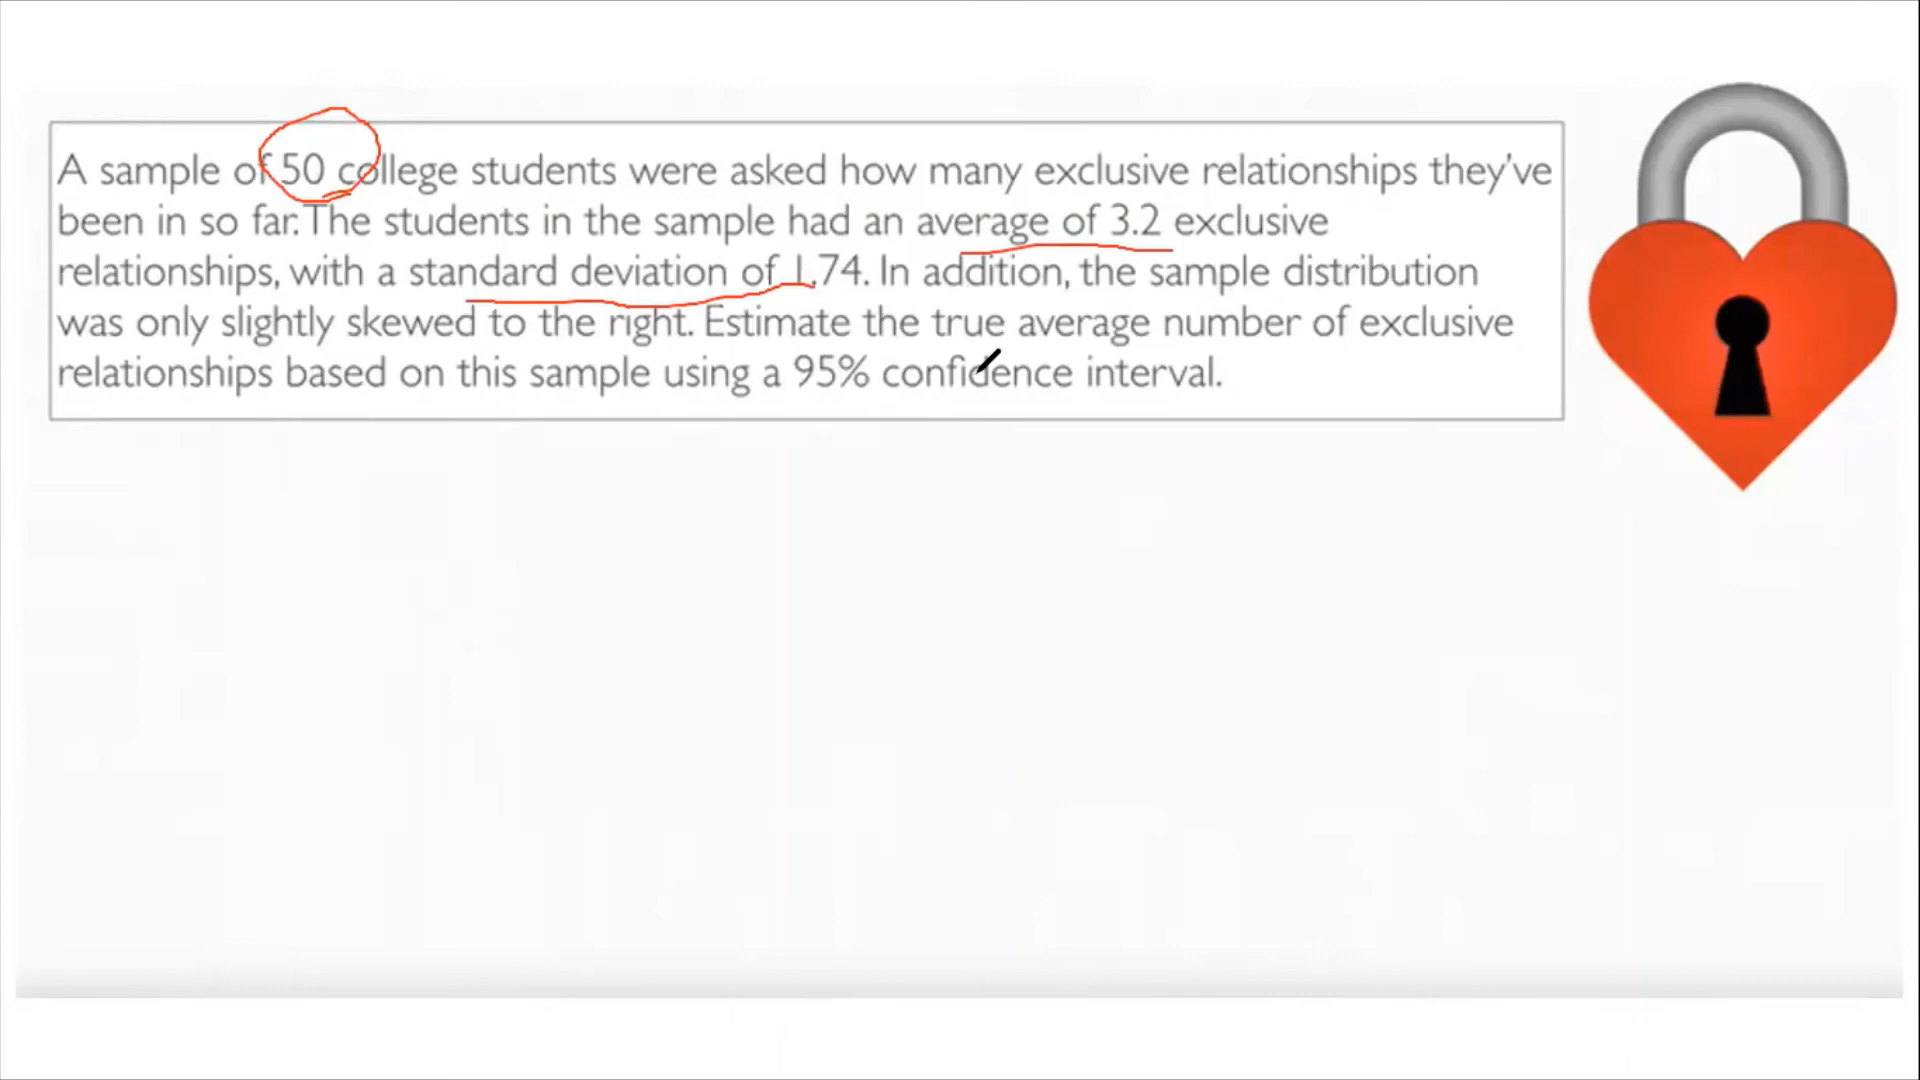 A sample of 50 college students were asked how many exclusive relationships they've
been in so far. The students in the sample had an average of 3.2 exclusive
relationships, with a standard deviation of 1.74. In addition, the sample distribution
was only slightly skewed to the right. Estimate the true average number of exclusive
relationships based on this sample using a 95% confidence interval.